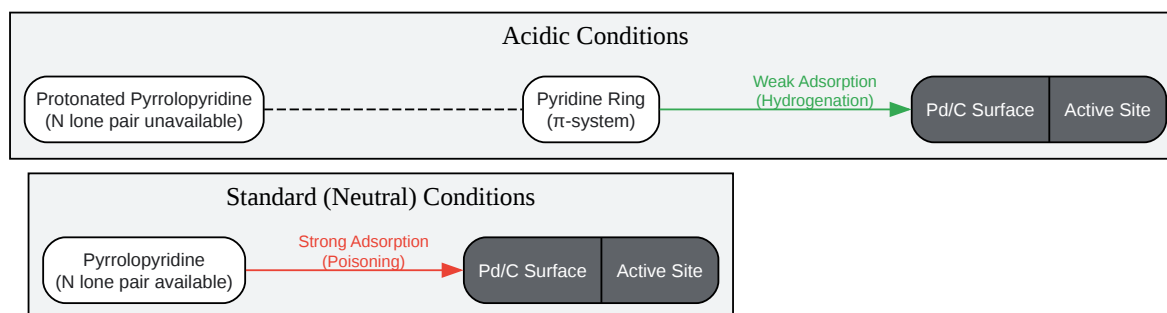 Acidic Conditions
Protonated Pyrrolopyridine
(N lone pair unavailable)
Pyridine Ring
(π-system)
Weak Adsorption
(Hydrogenation)
Pd/C Surface
Active Site
Standard (Neutral) Conditions
Pyrrolopyridine
(N lone pair available)
Strong Adsorption
(Poisoning)
Pd/C Surface
Active Site